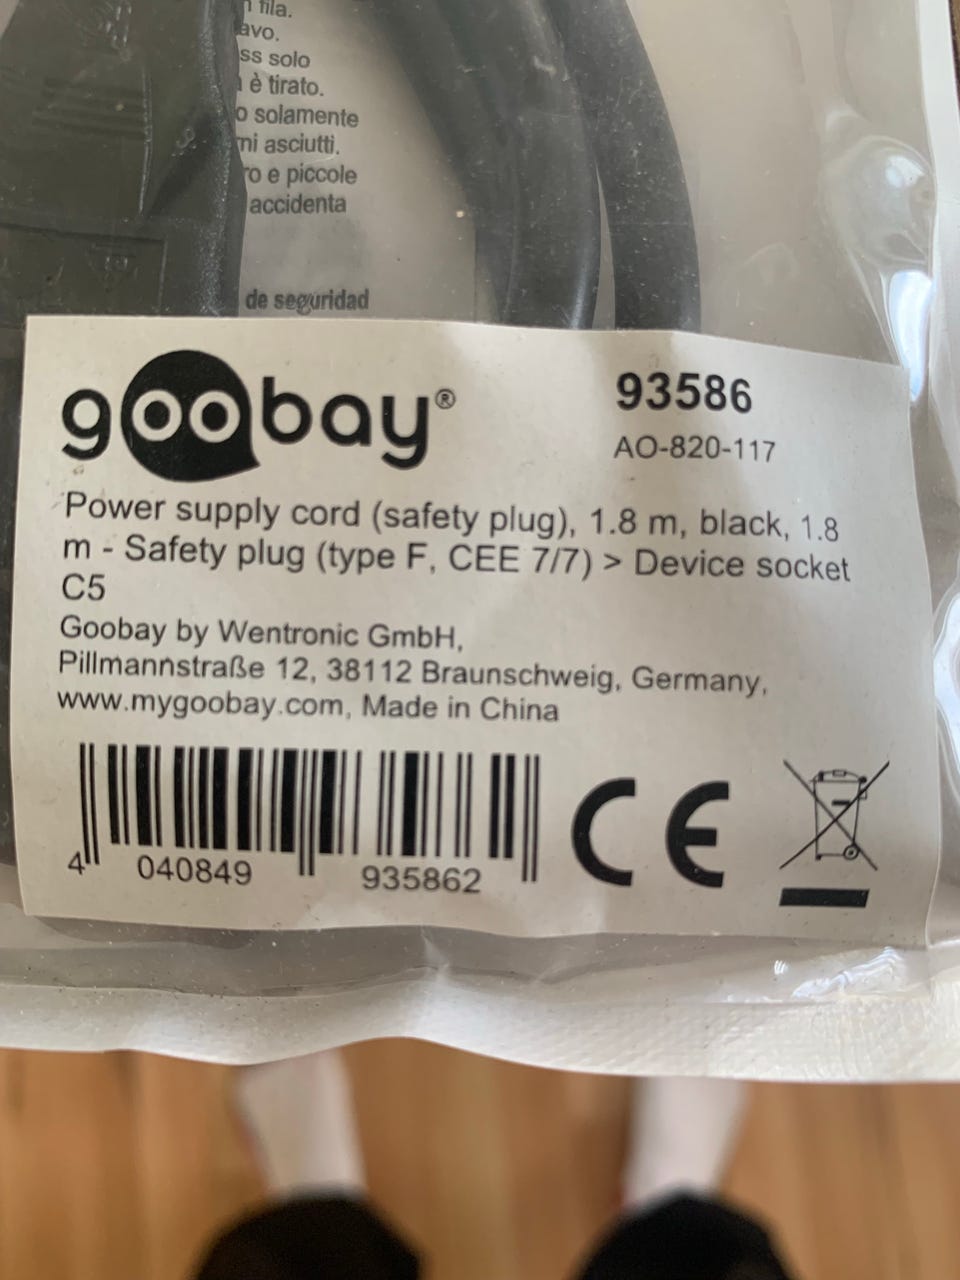 n fila.
avo.
ss solo
è tirato.
o solamente
ni asciutti.
ro e piccole
accidenta
de seguridad
goobay®
93586
AO-820-117
Power supply cord (safety plug), 1.8 m, black, 1.8
m - Safety plug (type F, CEE 7/7) > Device socket
C5
Goobay by Wentronic GmbH,
Pillmannstraße 12, 38112 Braunschweig, Germany,
www.mygoobay.com, Made in China
4 040849 935862
CE